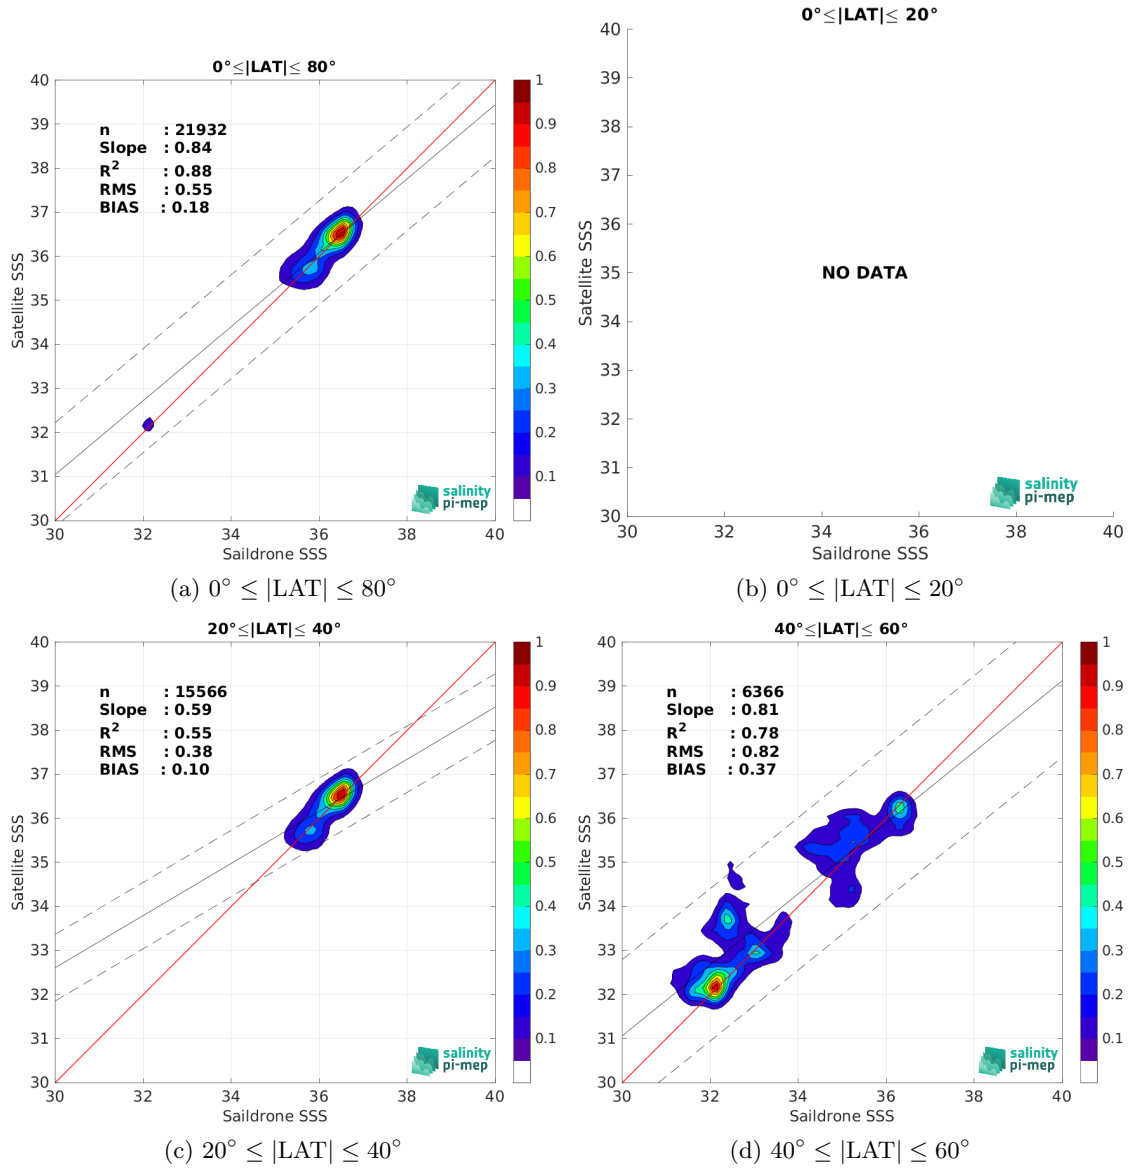 0°≤|LAT|≤ 80°
n : 21932
Slope : 0.84
R2 : 0.88
RMS : 0.55
BIAS : 0.18
40
39
38
37
36
35
34
33
32
31
30
30 32 34 36 38 40
Satellite SSS
Saildrone SSS
1
0.9
0.8
0.7
0.6
0.5
0.4
0.3
0.2
0.1
salinity
pi-mep
(a) 0° ≤ |LAT| ≤ 80°
0°≤|LAT|≤ 20°
40
39
38
37
36
35
34
33
32
31
30
30 32 34 36 38 40
Satellite SSS
NO DATA
Saildrone SSS
salinity
pi-mep
(b) 0° ≤ |LAT| ≤ 20°
20°≤|LAT|≤ 40°
n : 15566
Slope : 0.59
R2 : 0.55
RMS : 0.38
BIAS : 0.10
40
39
38
37
36
35
34
33
32
31
30
30 32 34 36 38 40
Satellite SSS
Saildrone SSS
1
0.9
0.8
0.7
0.6
0.5
0.4
0.3
0.2
0.1
salinity
pi-mep
(c) 20° ≤ |LAT| ≤ 40°
40°≤|LAT|≤ 60°
n : 6366
Slope : 0.81
R2 : 0.78
RMS : 0.82
BIAS : 0.37
40
39
38
37
36
35
34
33
32
31
30
30 32 34 36 38 40
Satellite SSS
Saildrone SSS
1
0.9
0.8
0.7
0.6
0.5
0.4
0.3
0.2
0.1
salinity
pi-mep
(d) 40° ≤ |LAT| ≤ 60°